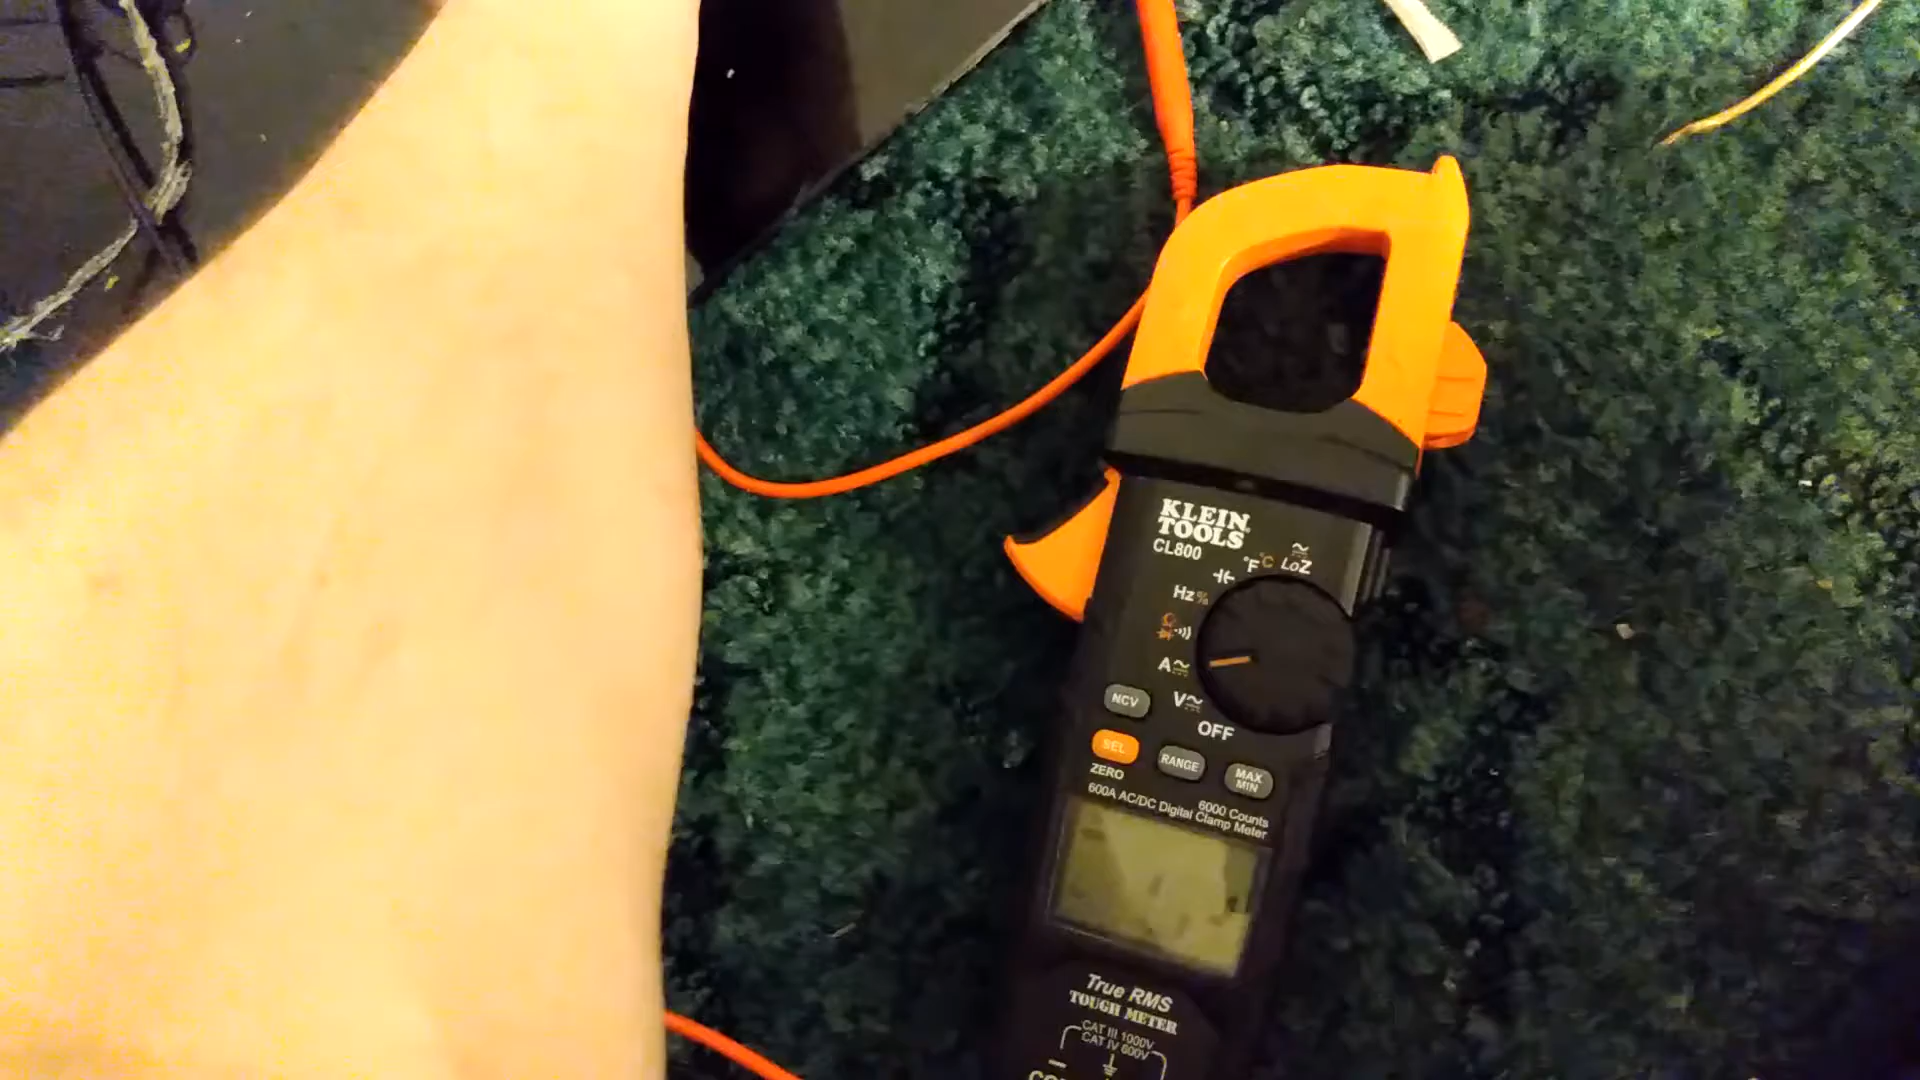 KLEIN
TOOLS
CL800
°F °C LoZ
Hz%
A
V
OFF
NCV
SEL
RANGE
MAX
MIN
ZERO
600A AC/DC Digital Clamp Meter
6000 Counts
True RMS
TOUGH METER
CAT III 1000V
CAT IV 600V